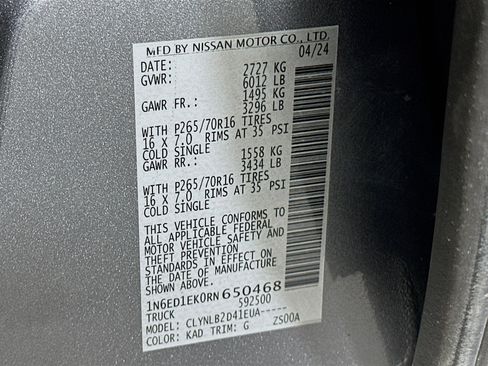 MFD BY NISSAN MOTOR CO., LTD.
DATE: 04/24
GVWR: 2727 KG
6012 LB
GAWR FR.: 1495 KG
3296 LB
WITH P265/70R16 TIRES
16 X 7.0 RIMS AT 35 PSI
COLD SINGLE
GAWR RR.: 1558 KG
3434 LB
WITH P265/70R16 TIRES
16 X 7.0 RIMS AT 35 PSI
COLD SINGLE
THIS VEHICLE CONFORMS TO
ALL APPLICABLE FEDERAL
MOTOR VEHICLE SAFETY AND
THEFT PREVENTION
STANDARDS IN EFFECT ON
THE DATE OF MANUFACTURE
SHOWN ABOVE.
1N6ED1EK0RN650468
TRUCK 592500
MODEL: CLYNLB2D41EUA-----
COLOR: KAD TRIM: G ZS00A